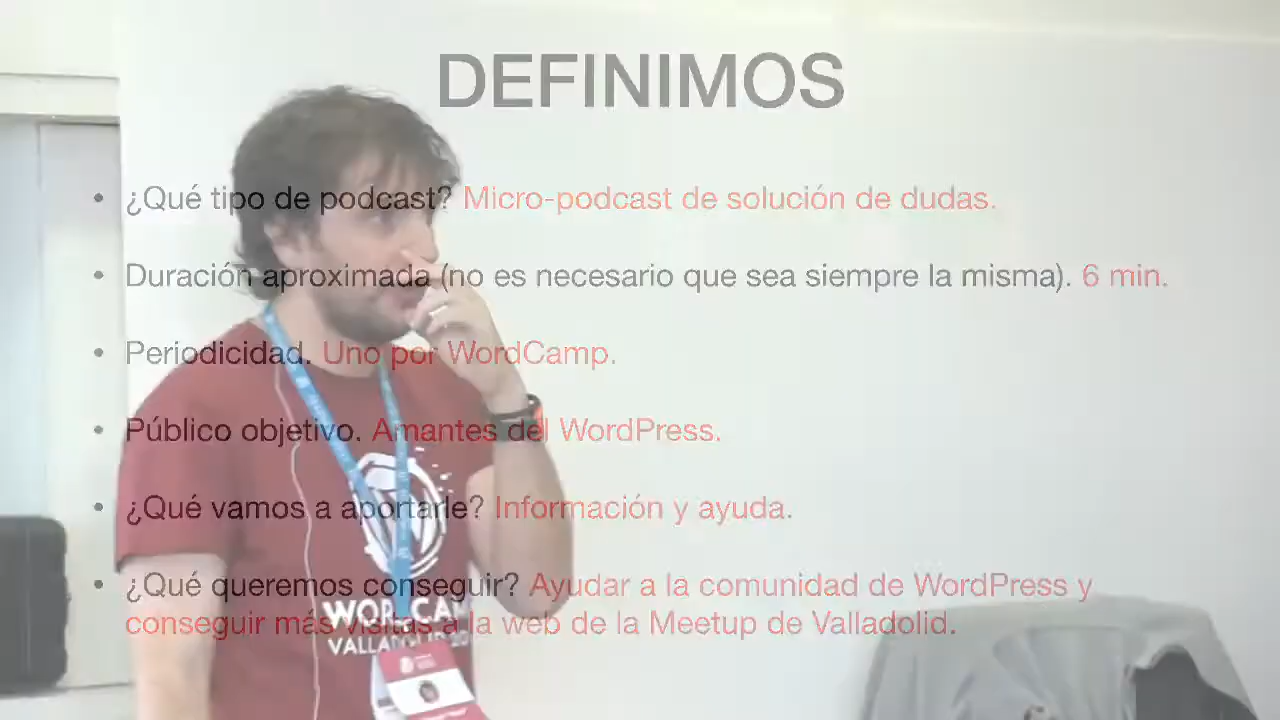 DEFINIMOS
• ¿Qué tipo de podcast? Micro-podcast de solución de dudas.
• Duración aproximada (no es necesario que sea siempre la misma). 6 min.
• Periodicidad. Uno por WordCamp.
• Público objetivo. Amantes del WordPress.
• ¿Qué vamos a aportarle? Información y ayuda.
• ¿Qué queremos conseguir? Ayudar a la comunidad de WordPress y
conseguir más visitas a la web de la Meetup de Valladolid.